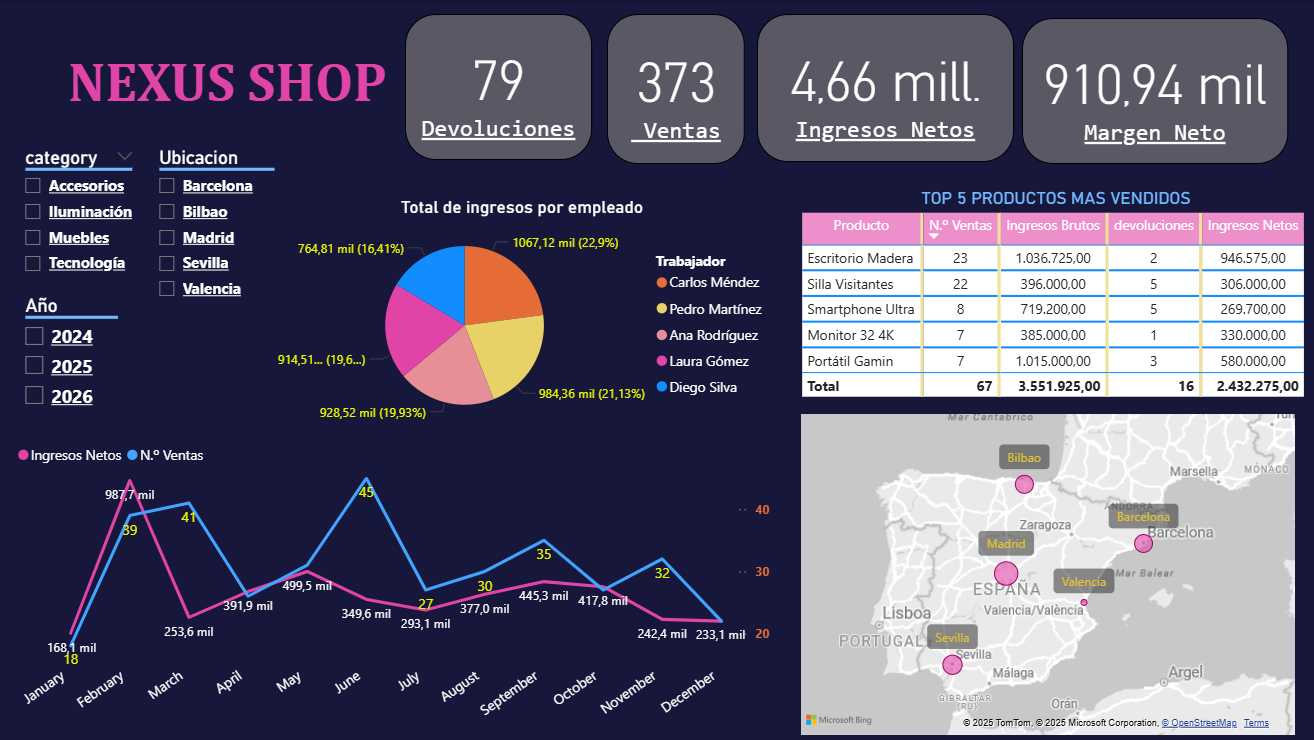 NEXUS SHOP
79
Devoluciones
373
Ventas
4,66 mill.
Ingresos Netos
910,94 mil
Margen Neto
category
Accesorios
Iluminación
Muebles
Tecnología
Ubicacion
Barcelona
Bilbao
Madrid
Sevilla
Valencia
Año
2024
2025
2026
Total de ingresos por empleado
764,81 mil (16,41%)
1067,12 mil (22,9%)
914,51... (19,6...)
984,36 mil (21,13%)
928,52 mil (19,93%)
Trabajador
Carlos Méndez
Pedro Martínez
Ana Rodríguez
Laura Gómez
Diego Silva
TOP 5 PRODUCTOS MAS VENDIDOS
Producto N.º Ventas Ingresos Brutos devoluciones Ingresos Netos
Escritorio Madera 23 1.036.725,00 2 946.575,00
Silla Visitantes 22 396.000,00 5 306.000,00
Smartphone Ultra 8 719.200,00 5 269.700,00
Monitor 32 4K 7 385.000,00 1 330.000,00
Portátil Gamin 7 1.015.000,00 3 580.000,00
Total 67 3.551.925,00 16 2.432.275,00
Ingresos Netos N.º Ventas
987,7 mil
39
41
45
40
35
30
499,5 mil
391,9 mil
349,6 mil
27
293,1 mil
30
377,0 mil
445,3 mil
417,8 mil
32
253,6 mil
242,4 mil
233,1 mil
20
168,1 mil
18
January
February
March
April
May
June
July
August
September
October
November
December
Mar Cantábrico
Bilbao
Marsella
MÓNACO
ANDORRA
Barcelona
Barcelona
Zaragoza
Madrid
ESPAÑA
Mar Balear
Valencia
Valencia/València
Lisboa
PORTUGAL
Sevilla
Sevilla
Málaga
GIBRALTAR
(RU)
Orán
Argel
Microsoft Bing
© 2025 TomTom, © 2025 Microsoft Corporation, © OpenStreetMap Terms